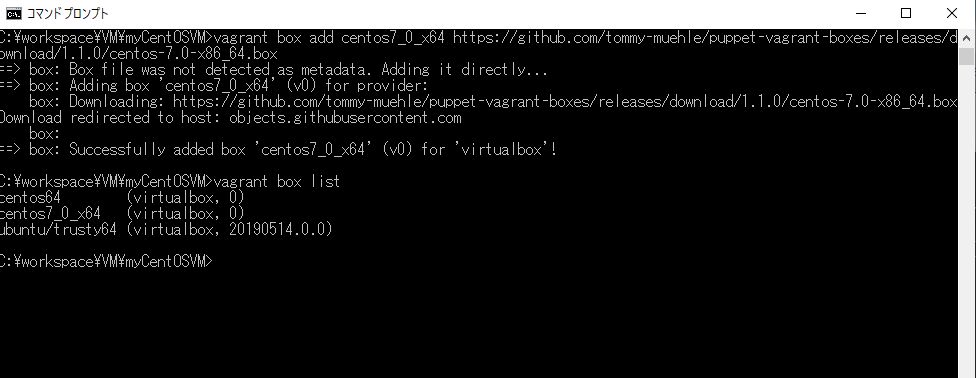 コマンド プロンプト
C:¥workspace¥VM¥myCentOSVM>vagrant box add centos7_0_x64 https://github.com/tommy-muehle/puppet-vagrant-boxes/releases/d
ownload/1.1.0/centos-7.0-x86_64.box
==> box: Box file was not detected as metadata. Adding it directly...
==> box: Adding box 'centos7_0_x64' (v0) for provider:
box: Downloading: https://github.com/tommy-muehle/puppet-vagrant-boxes/releases/download/1.1.0/centos-7.0-x86_64.box
Download redirected to host: objects.githubusercontent.com
box:
==> box: Successfully added box 'centos7_0_x64' (v0) for 'virtualbox'!
C:¥workspace¥VM¥myCentOSVM>vagrant box list
centos64 (virtualbox, 0)
centos7_0_x64 (virtualbox, 0)
ubuntu/trusty64 (virtualbox, 20190514.0.0)
C:¥workspace¥VM¥myCentOSVM>